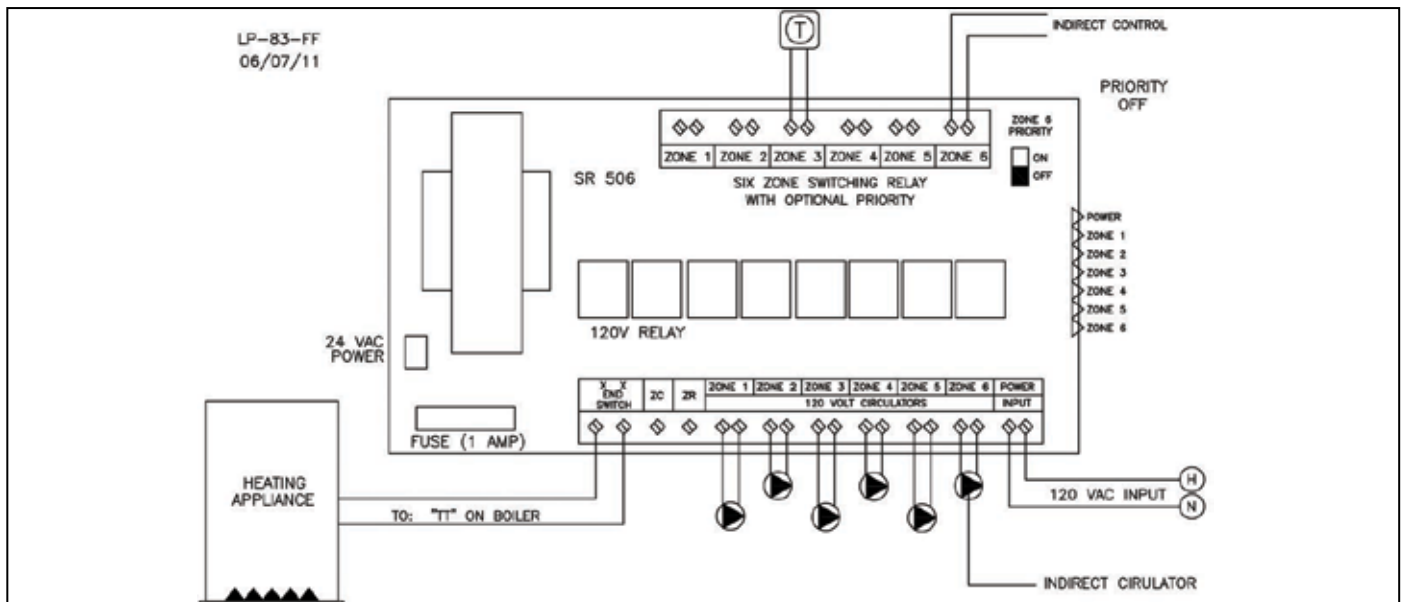 LP-83-FF
06/07/11
T
INDIRECT CONTROL
PRIORITY
OFF
ZONE 6
PRIORITY
ON
OFF
ZONE 1 ZONE 2 ZONE 3 ZONE 4 ZONE 5 ZONE 6
SR 506
SIX ZONE SWITCHING RELAY
WITH OPTIONAL PRIORITY
POWER
ZONE 1
ZONE 2
ZONE 3
ZONE 4
ZONE 5
ZONE 6
120V RELAY
24 VAC
POWER
X X
END
SWITCH
ZC
ZR
ZONE 1 ZONE 2 ZONE 3 ZONE 4 ZONE 5 ZONE 6
120 VOLT CIRCULATORS
POWER
INPUT
FUSE (1 AMP)
HEATING
APPLIANCE
TO: "TT" ON BOILER
120 VAC INPUT
H
N
INDIRECT CIRULATOR